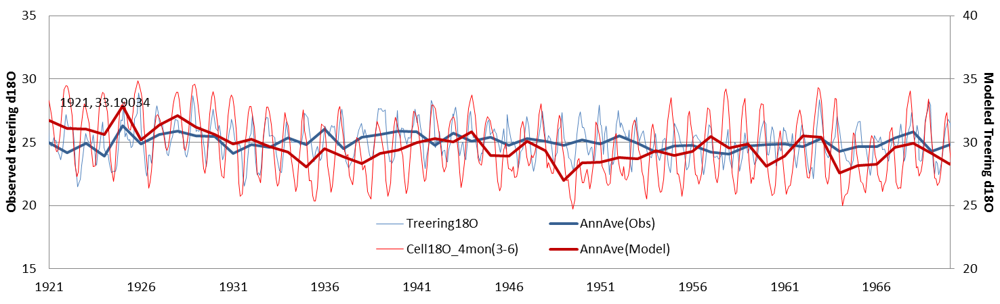 35
30
25
20
15
Observed treering d18O
40
35
30
25
20
Modeled Treering d18O
1921, 33.19034
Treering18O
AnnAve(Obs)
Cell18O_4mon(3-6)
AnnAve(Model)
1921 1926 1931 1936 1941 1946 1951 1956 1961 1966